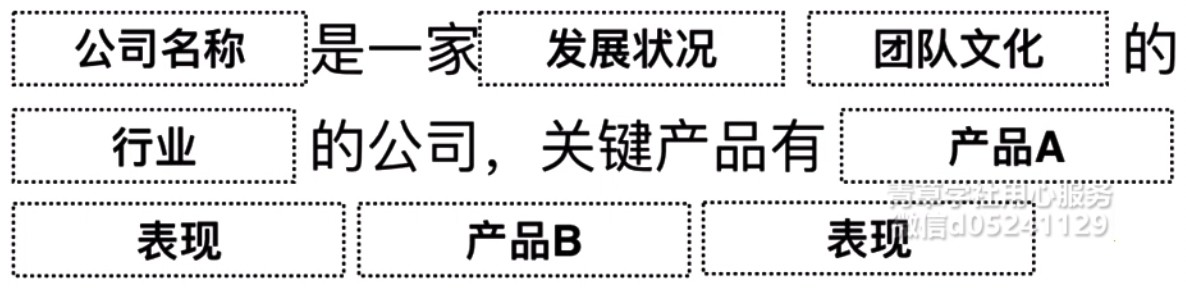 公司名称 是一家 发展状况 团队文化 的
行业 的公司，关键产品有 产品A
青草学社用心服务
微信d05241129
表现 产品B 表现